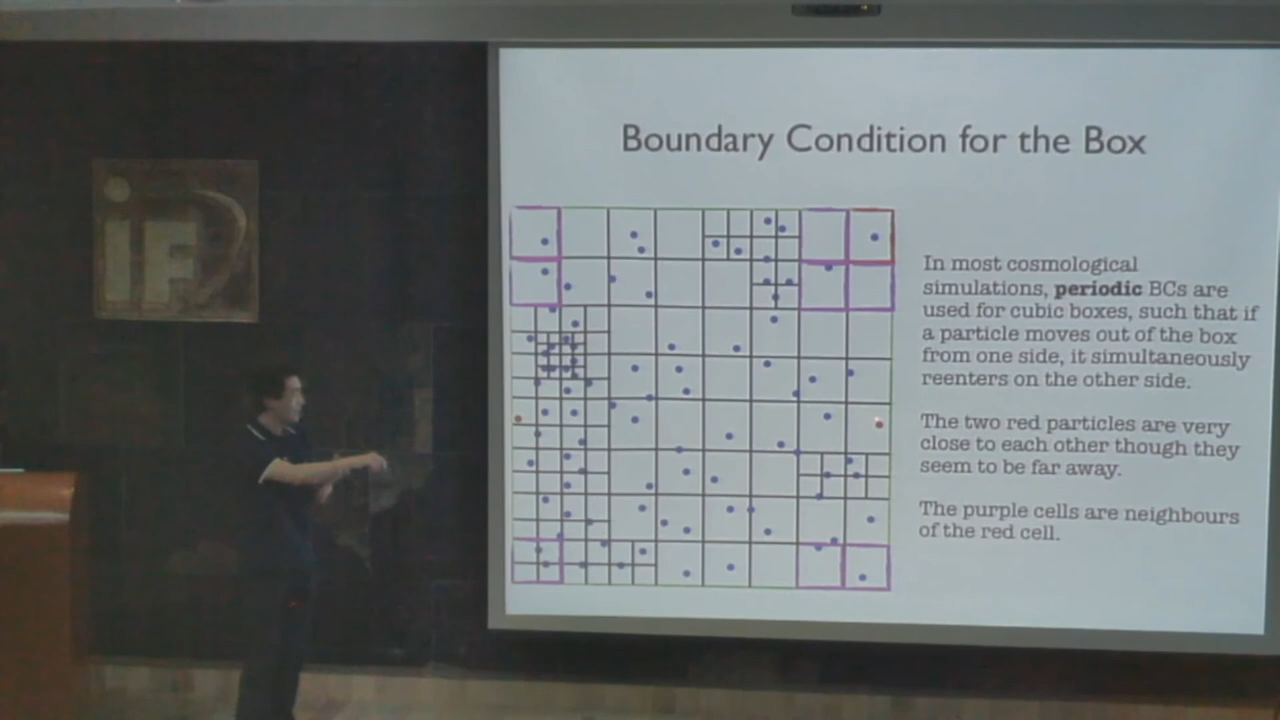 iF
Boundary Condition for the Box
In most cosmological
simulations, periodic BCs are
used for cubic boxes, such that if
a particle moves out of the box
from one side, it simultaneously
reenters on the other side.
The two red particles are very
close to each other though they
seem to be far away.
The purple cells are neighbours
of the red cell.